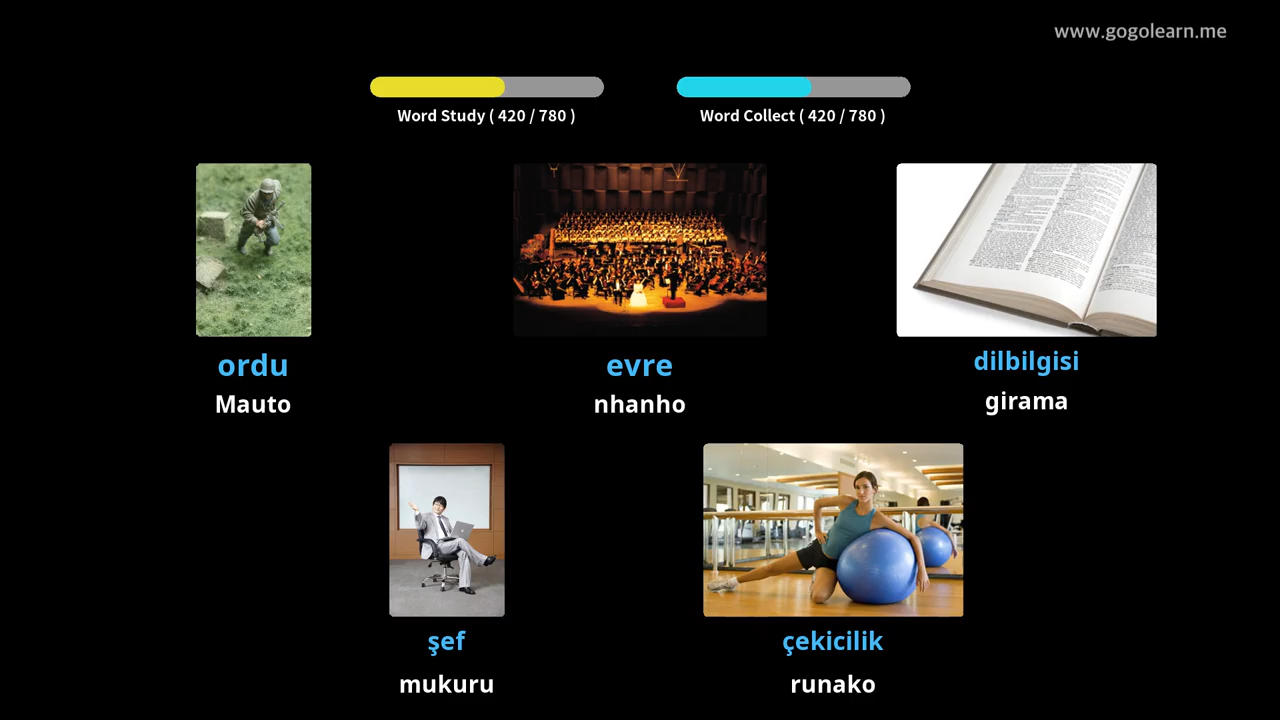 www.gogolearn.me
Word Study ( 420 / 780 )
Word Collect ( 420 / 780 )
ordu
Mauto
evre
nhanho
dilbilgisi
girama
şef
mukuru
çekicilik
runako